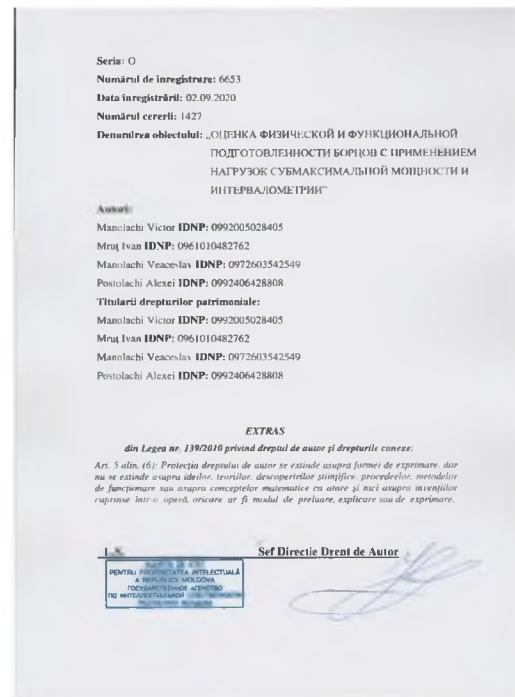 Seria: O
Numărul de înregistrare: 6653
Data înregistrării: 02.09.2020
Numărul cererii: 1427
Denumirea obiectului: „ОЦЕНКА ФИЗИЧЕСКОЙ И ФУНКЦИОНАЛЬНОЙ
ПОДГОТОВЛЕННОСТИ БОРЦОВ С ПРИМЕНЕНИЕМ
НАГРУЗОК СУБМАКСИМАЛЬНОЙ МОЩНОСТИ И
ИНТЕРВАЛОМЕТРИИ"
Autori:
Manolachi Victor IDNP: 0992005028405
Mruț Ivan IDNP: 0961010482762
Manolachi Veaceslav IDNP: 0972603542549
Postolachi Alexei IDNP: 0992406428808
Titularii drepturilor patrimoniale:
Manolachi Victor IDNP: 0992005028405
Mruț Ivan IDNP: 0961010482762
Manolachi Veaceslav IDNP: 0972603542549
Postolachi Alexei IDNP: 0992406428808
EXTRAS
din Legea nr. 139/2010 privind dreptul de autor și drepturile conexe:
Art. 5 alin. (6): Protecția dreptului de autor se extinde asupra formei de exprimare, dar
nu se extinde asupra ideilor, teoriilor, descoperirilor științifice, procedeelor, metodelor
de funcționare sau asupra conceptelor matematice ca atare și nici asupra invențiilor
cuprinse într-o operă, oricare ar fi modul de preluare, explicare sau de exprimare.
Șef Direcție Drept de Autor
PENTRU PROPRIETATEA INTELECTUALĂ
A REPUBLICII MOLDOVA
ГОСУДАРСТВЕННОЕ АГЕНТСТВО
ПО ИНТЕЛЛЕКТУАЛЬНОЙ